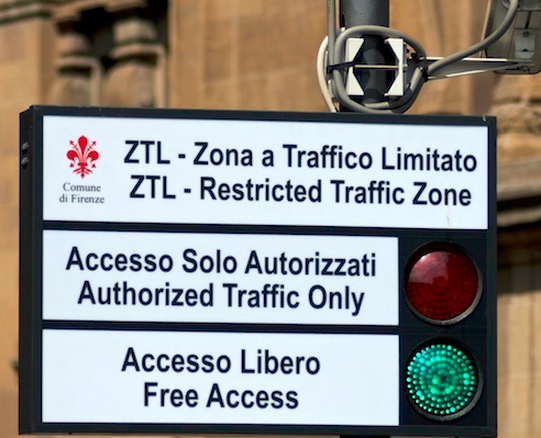 Comune
di Firenze
ZTL - Zona a Traffico Limitato
ZTL - Restricted Traffic Zone
Accesso Solo Autorizzati
Authorized Traffic Only
Accesso Libero
Free Access